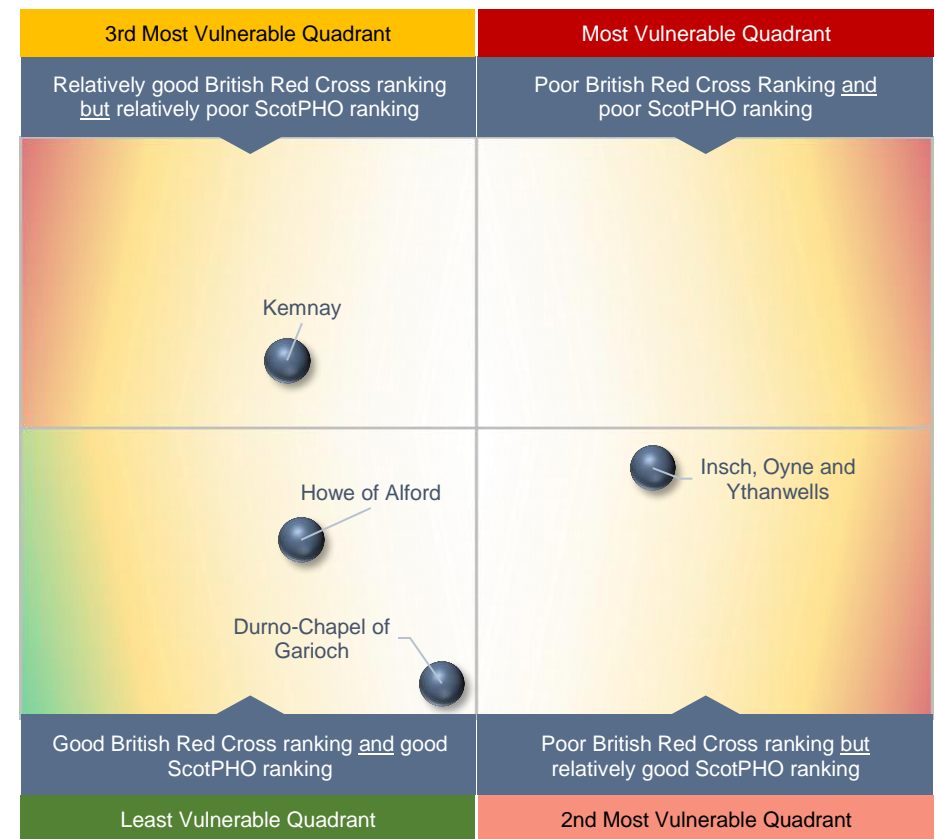 3rd Most Vulnerable Quadrant
Most Vulnerable Quadrant
Relatively good British Red Cross ranking
but relatively poor ScotPHO ranking
Poor British Red Cross Ranking and
poor ScotPHO ranking
Kemnay
Insch, Oyne and
Ythanwells
Howe of Alford
Durno-Chapel of
Garioch
Good British Red Cross ranking and good
ScotPHO ranking
Poor British Red Cross ranking but
relatively good ScotPHO ranking
Least Vulnerable Quadrant
2nd Most Vulnerable Quadrant